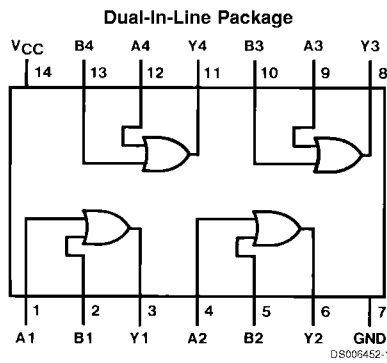 Dual-In-Line Package
VCC B4 A4 Y4 B3 A3 Y3
14 13 12 11 10 9 8
1 2 3 4 5 6 7
A1 B1 Y1 A2 B2 Y2 GND
DS006452-1